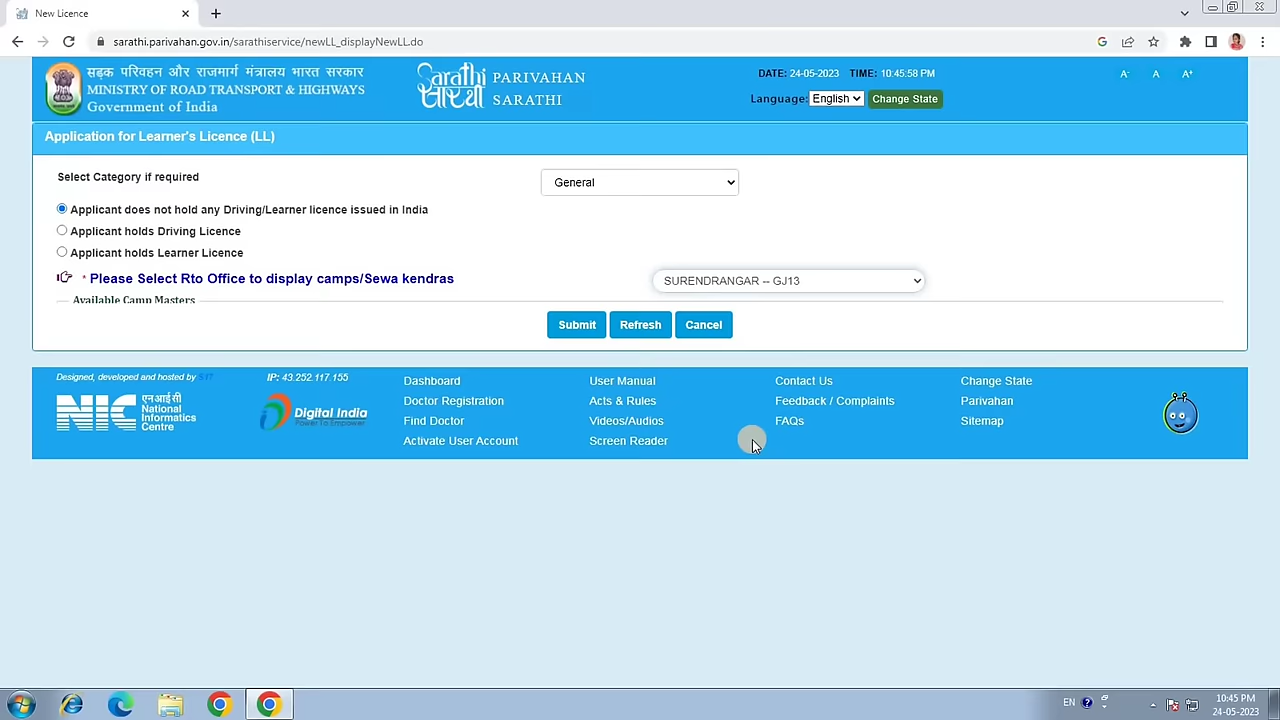 New Licence
sarathi.parivahan.gov.in/sarathiservice/newLL_displayNewLL.do
सड़क परिवहन और राजमार्ग मंत्रालय भारत सरकार
MINISTRY OF ROAD TRANSPORT & HIGHWAYS
Government of India
Sarathi
सारथी
PARIVAHAN
SARATHI
DATE: 24-05-2023 TIME: 10:45:58 PM
Language: English Change State
A- A A+
Application for Learner's Licence (LL)
Select Category if required
General
Applicant does not hold any Driving/Learner licence issued in India
Applicant holds Driving Licence
Applicant holds Learner Licence
* Please Select Rto Office to display camps/Sewa kendras
SURENDRANGAR -- GJ13
Available Camp Masters
Submit Refresh Cancel
Designed, developed and hosted by
IP: 43.252.117.155
NIC
एनआईसी
National
Informatics
Centre
Digital India
Power To Empower
Dashboard
Doctor Registration
Find Doctor
Activate User Account
User Manual
Acts & Rules
Videos/Audios
Screen Reader
Contact Us
Feedback / Complaints
FAQs
Change State
Parivahan
Sitemap
EN
10:45 PM
24-05-2023